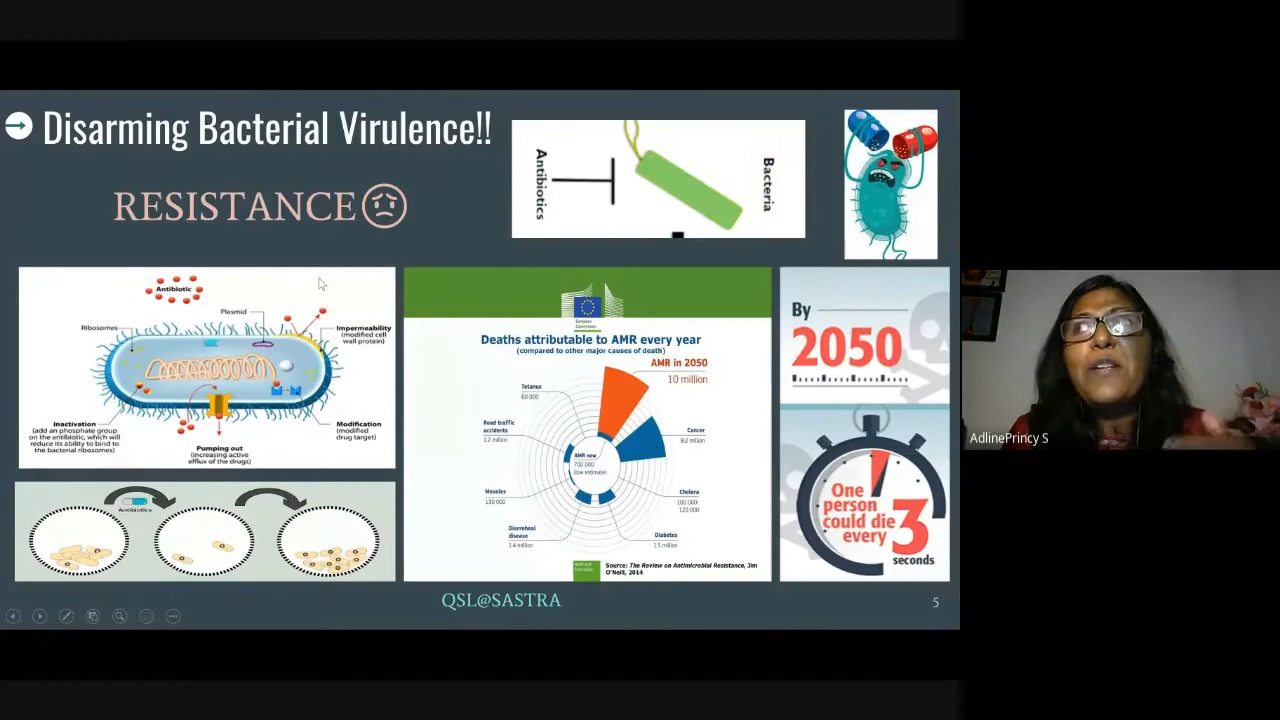 Disarming Bacterial Virulence!!
RESISTANCE
Antibiotics
Bacteria
Antibiotic
Plasmid
Ribosomes
Impermeability
(modified cell
wall protein)
Inactivation
(add an phosphate group
on the antibiotic, which will
reduce its ability to bind to
the bacterial ribosomes)
Pumping out
(increasing active
efflux of the drugs)
Modification
(modified
drug target)
Antibiotics
European
Commission
Deaths attributable to AMR every year
(compared to other major causes of death)
AMR in 2050
10 million
Tetanus
60 000
Road traffic
accidents
1.2 million
Cancer
8.2 million
AMR now
700 000
(low estimate)
Measles
130 000
Cholera
100 000-
120 000
Diarrhoeal
disease
1.4 million
Diabetes
1.5 million
Source: The Review on Antimicrobial Resistance, Jim
O'Neill, 2014
By
2050
One
person
could die
every 3
seconds
QSL@SASTRA
5
AdlinePrincy S